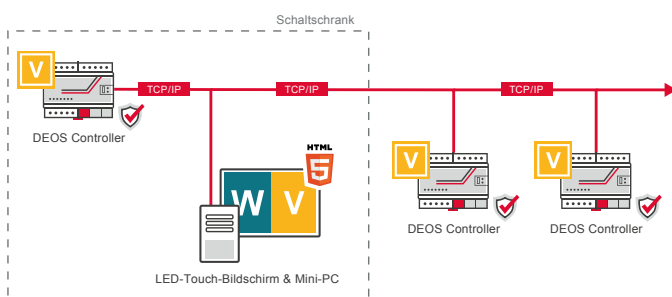 Schaltschrank
V
TCP/IP
TCP/IP
TCP/IP
DEOS Controller
HTML
5
W V
V
V
DEOS Controller
DEOS Controller
LED-Touch-Bildschirm & Mini-PC